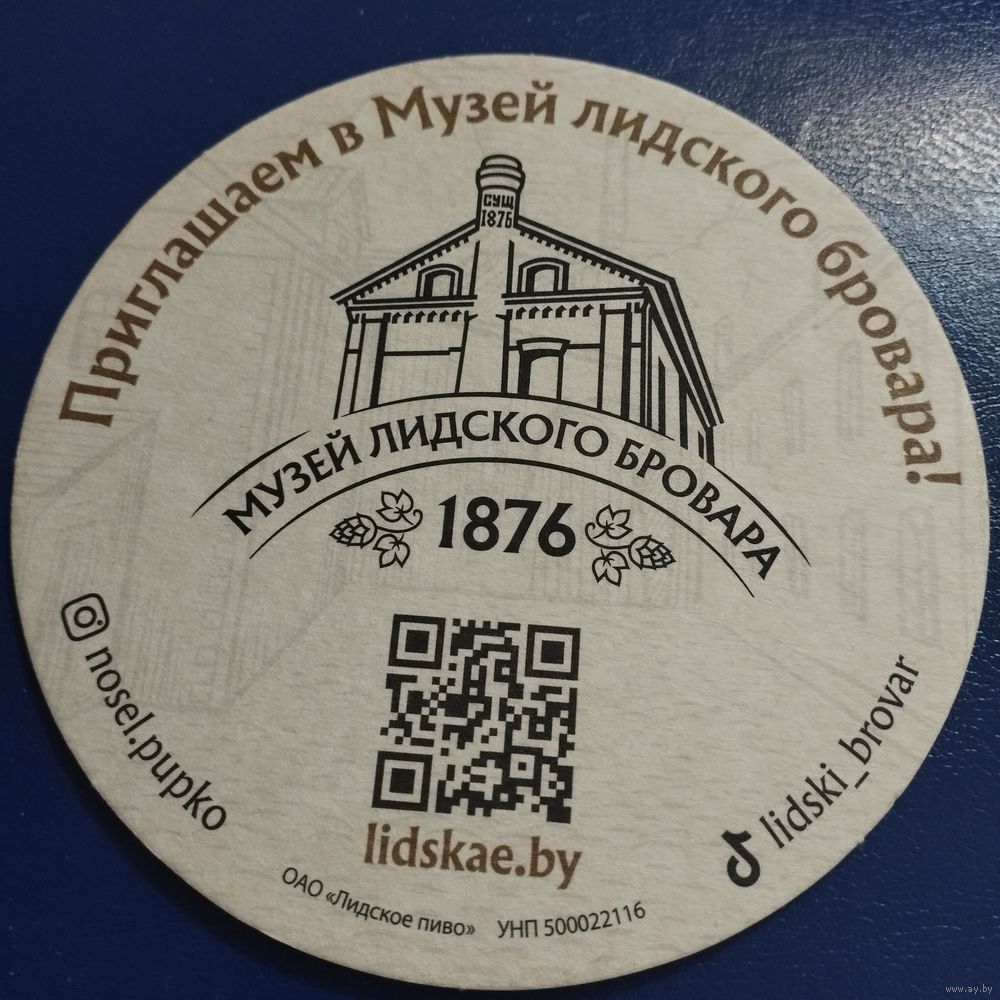 Приглашаем в Музей лидского бровара!
СУЩ
1876
МУЗЕЙ ЛИДСКОГО БРОВАРА
1876
nosel.pupko
lidski_brovar
lidskae.by
ОАО «Лидское пиво» УНП 500022116
www.ay.by